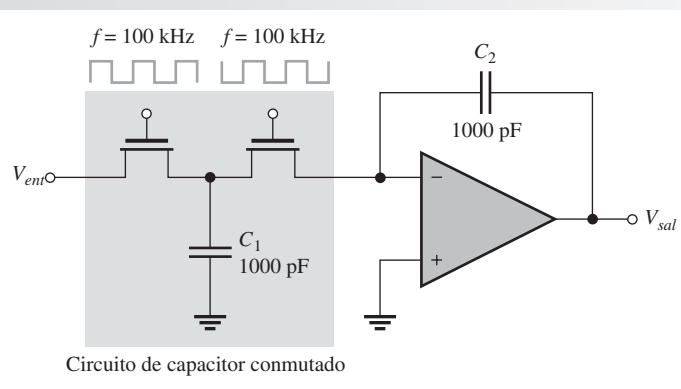 f = 100 kHz
f = 100 kHz
C2
1000 pF
Vent
−
+
Vsal
C1
1000 pF
Circuito de capacitor conmutado